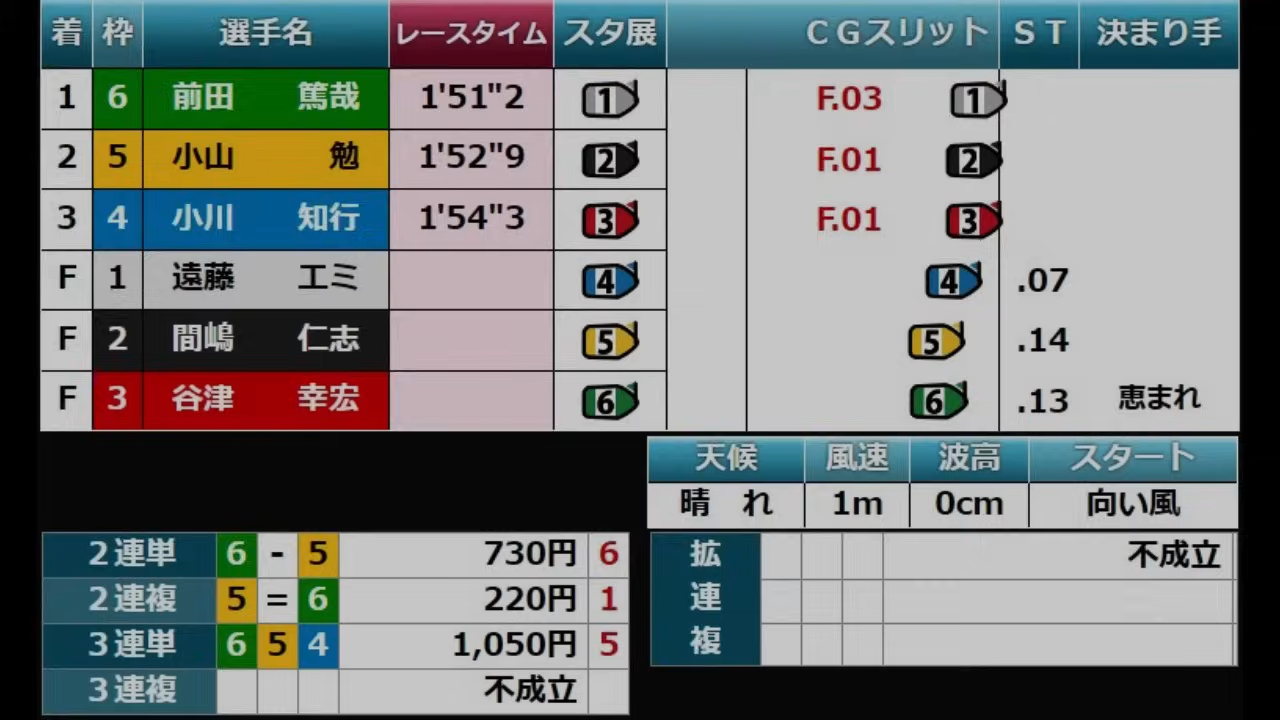 着 枠 選手名 レースタイム スタ展 CGスリット ST 決まり手
1 6 前田 篤哉 1'51"2 1 F.03 1
2 5 小山 勉 1'52"9 2 F.01 2
3 4 小川 知行 1'54"3 3 F.01 3
F 1 遠藤 エミ 4 4 .07
F 2 間嶋 仁志 5 5 .14
F 3 谷津 幸宏 6 6 .13 恵まれ
天候 風速 波高 スタート
晴 れ 1m 0cm 向い風
2連単 6 - 5 730円 6
2連複 5 = 6 220円 1
3連単 6 5 4 1,050円 5
3連複 不成立
拡連複 不成立